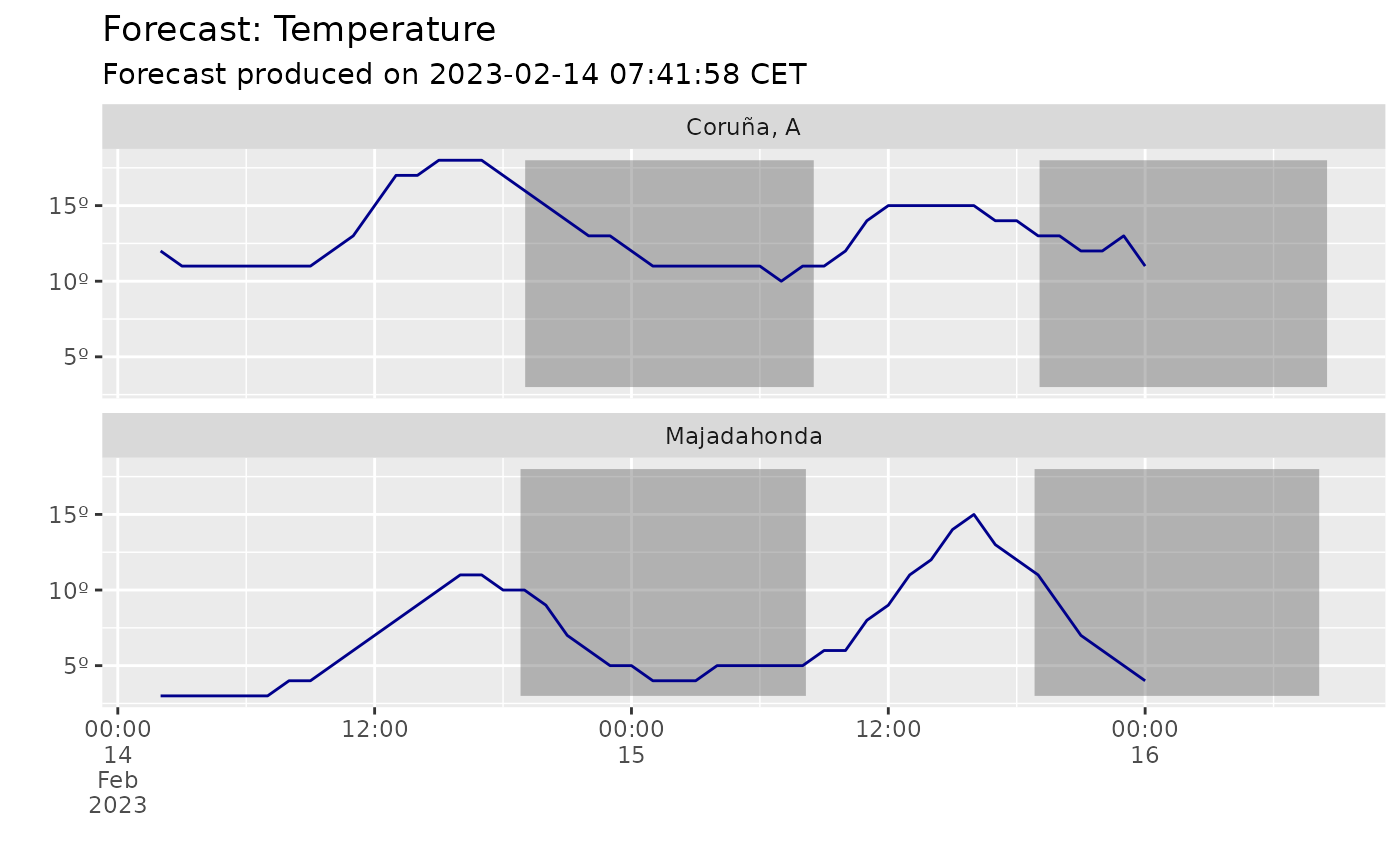 Forecast: Temperature
Forecast produced on 2023-02-14 07:41:58 CET
Coruña, A
15º
10º
5º
Majadahonda
15º
10º
5º
00:00 12:00 00:00 12:00 00:00
14 15 16
Feb
2023